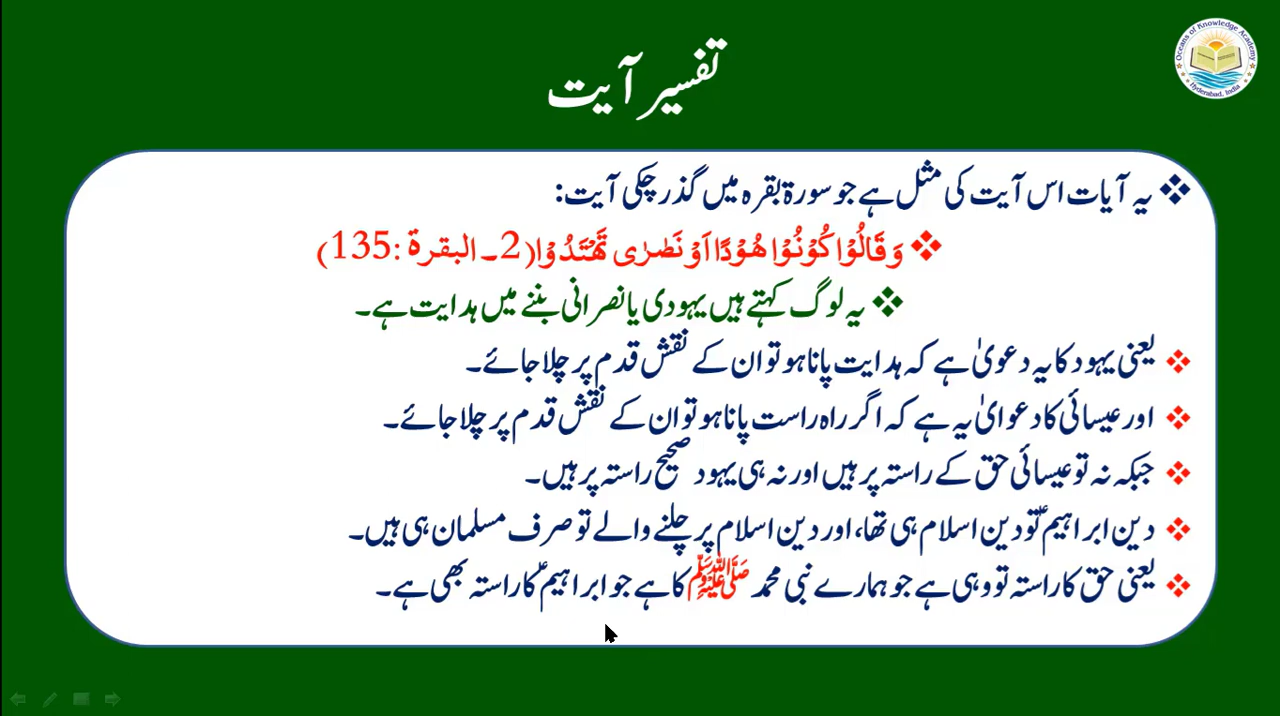 تفسیر آیت
Oceans of Knowledge Academy
Hyderabad, India
یہ آیات اس آیت کی مثل ہے جو سورۃ بقرہ میں گذر چکی آیت:
وَ قَالُوْا كُوْنُوْا هُوْدًا اَوْ نَصٰرٰى تَهْتَدُوْا (2 ۔ البقرة :135)
یہ لوگ کہتے ہیں یہودی یا نصرانی بننے میں ہدایت ہے۔
یعنی یہود کا یہ دعویٰ ہے کہ ہدایت پانا ہو تو ان کے نقش قدم پر چلا جائے۔
اور عیسائی کا دعوایٰ یہ ہے کہ اگر راہ راست پانا ہو تو ان کے نقش قدم پر چلا جائے۔
جبکہ نہ تو عیسائی حق کے راستہ پر ہیں اور نہ ہی یہود صحیح راستہ پر ہیں۔
دین ابراہیمؑ تو دین اسلام ہی تھا، اور دین اسلام پر چلنے والے تو صرف مسلمان ہی ہیں۔
یعنی حق کا راستہ تو وہی ہے جو ہمارے نبی محمد ﷺ کا ہے جو ابراہیمؑ کا راستہ بھی ہے۔